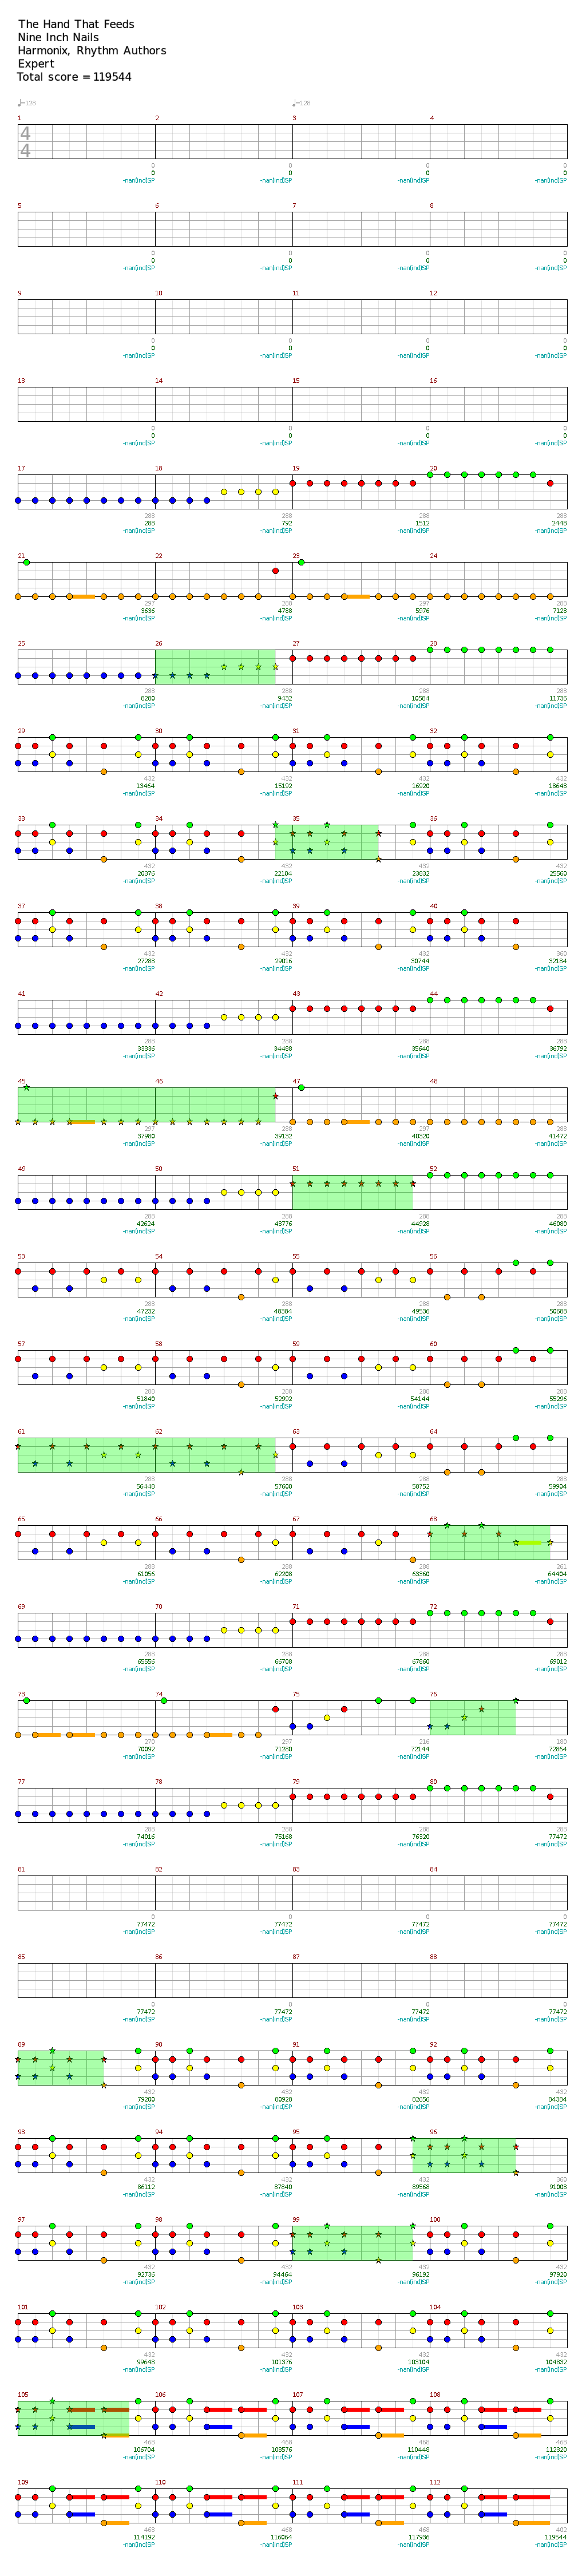 The Hand That Feeds
Nine Inch Nails
Harmonix, Rhythm Authors
Expert
Total score = 119544
♩=128 ♩=128
1 2 3 4
4
4
0 0 0 0
0 0 0 0
-nan(ind)SP -nan(ind)SP -nan(ind)SP -nan(ind)SP
5 6 7 8
0 0 0 0
0 0 0 0
-nan(ind)SP -nan(ind)SP -nan(ind)SP -nan(ind)SP
9 10 11 12
0 0 0 0
0 0 0 0
-nan(ind)SP -nan(ind)SP -nan(ind)SP -nan(ind)SP
13 14 15 16
0 0 0 0
0 0 0 0
-nan(ind)SP -nan(ind)SP -nan(ind)SP -nan(ind)SP
17 18 19 20
288 288 288 288
288 792 1512 2448
-nan(ind)SP -nan(ind)SP -nan(ind)SP -nan(ind)SP
21 22 23 24
297 288 297 288
3636 4788 5976 7128
-nan(ind)SP -nan(ind)SP -nan(ind)SP -nan(ind)SP
25 26 27 28
288 288 288 288
8280 9432 10584 11736
-nan(ind)SP -nan(ind)SP -nan(ind)SP -nan(ind)SP
29 30 31 32
432 432 432 432
13464 15192 16920 18648
-nan(ind)SP -nan(ind)SP -nan(ind)SP -nan(ind)SP
33 34 35 36
432 432 432 432
20376 22104 23832 25560
-nan(ind)SP -nan(ind)SP -nan(ind)SP -nan(ind)SP
37 38 39 40
432 432 432 360
27288 29016 30744 32184
-nan(ind)SP -nan(ind)SP -nan(ind)SP -nan(ind)SP
41 42 43 44
288 288 288 288
33336 34488 35640 36792
-nan(ind)SP -nan(ind)SP -nan(ind)SP -nan(ind)SP
45 46 47 48
297 288 297 288
37980 39132 40320 41472
-nan(ind)SP -nan(ind)SP -nan(ind)SP -nan(ind)SP
49 50 51 52
288 288 288 288
42624 43776 44928 46080
-nan(ind)SP -nan(ind)SP -nan(ind)SP -nan(ind)SP
53 54 55 56
288 288 288 288
47232 48384 49536 50688
-nan(ind)SP -nan(ind)SP -nan(ind)SP -nan(ind)SP
57 58 59 60
288 288 288 288
51840 52992 54144 55296
-nan(ind)SP -nan(ind)SP -nan(ind)SP -nan(ind)SP
61 62 63 64
288 288 288 288
56448 57600 58752 59904
-nan(ind)SP -nan(ind)SP -nan(ind)SP -nan(ind)SP
65 66 67 68
288 288 288 261
61056 62208 63360 64404
-nan(ind)SP -nan(ind)SP -nan(ind)SP -nan(ind)SP
69 70 71 72
288 288 288 288
65556 66708 67860 69012
-nan(ind)SP -nan(ind)SP -nan(ind)SP -nan(ind)SP
73 74 75 76
270 297 216 180
70092 71280 72144 72864
-nan(ind)SP -nan(ind)SP -nan(ind)SP -nan(ind)SP
77 78 79 80
288 288 288 288
74016 75168 76320 77472
-nan(ind)SP -nan(ind)SP -nan(ind)SP -nan(ind)SP
81 82 83 84
0 0 0 0
77472 77472 77472 77472
-nan(ind)SP -nan(ind)SP -nan(ind)SP -nan(ind)SP
85 86 87 88
0 0 0 0
77472 77472 77472 77472
-nan(ind)SP -nan(ind)SP -nan(ind)SP -nan(ind)SP
89 90 91 92
432 432 432 432
79200 80928 82656 84384
-nan(ind)SP -nan(ind)SP -nan(ind)SP -nan(ind)SP
93 94 95 96
432 432 432 360
86112 87840 89568 91008
-nan(ind)SP -nan(ind)SP -nan(ind)SP -nan(ind)SP
97 98 99 100
432 432 432 432
92736 94464 96192 97920
-nan(ind)SP -nan(ind)SP -nan(ind)SP -nan(ind)SP
101 102 103 104
432 432 432 432
99648 101376 103104 104832
-nan(ind)SP -nan(ind)SP -nan(ind)SP -nan(ind)SP
105 106 107 108
468 468 468 468
106704 108576 110448 112320
-nan(ind)SP -nan(ind)SP -nan(ind)SP -nan(ind)SP
109 110 111 112
468 468 468 402
114192 116064 117936 119544
-nan(ind)SP -nan(ind)SP -nan(ind)SP -nan(ind)SP